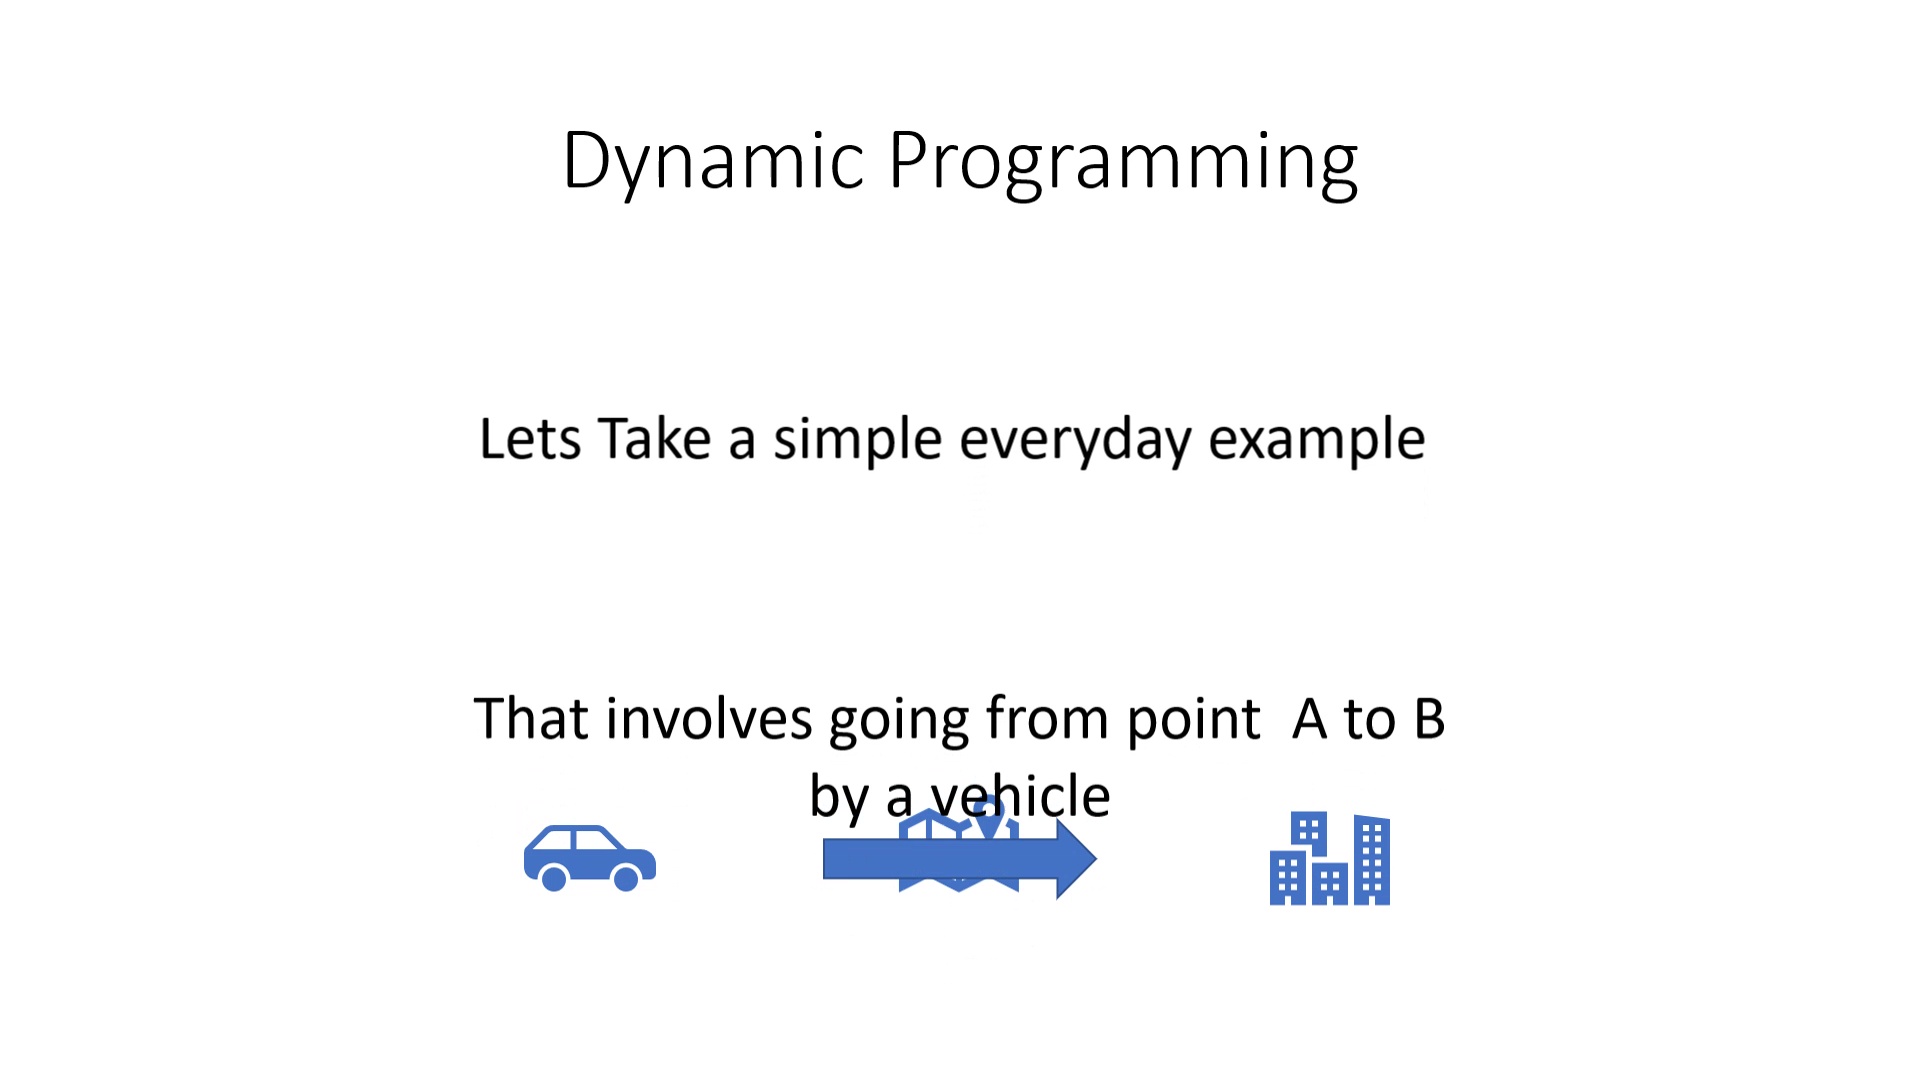 Dynamic Programming
Lets Take a simple everyday example
That involves going from point  A to B
by a vehicle